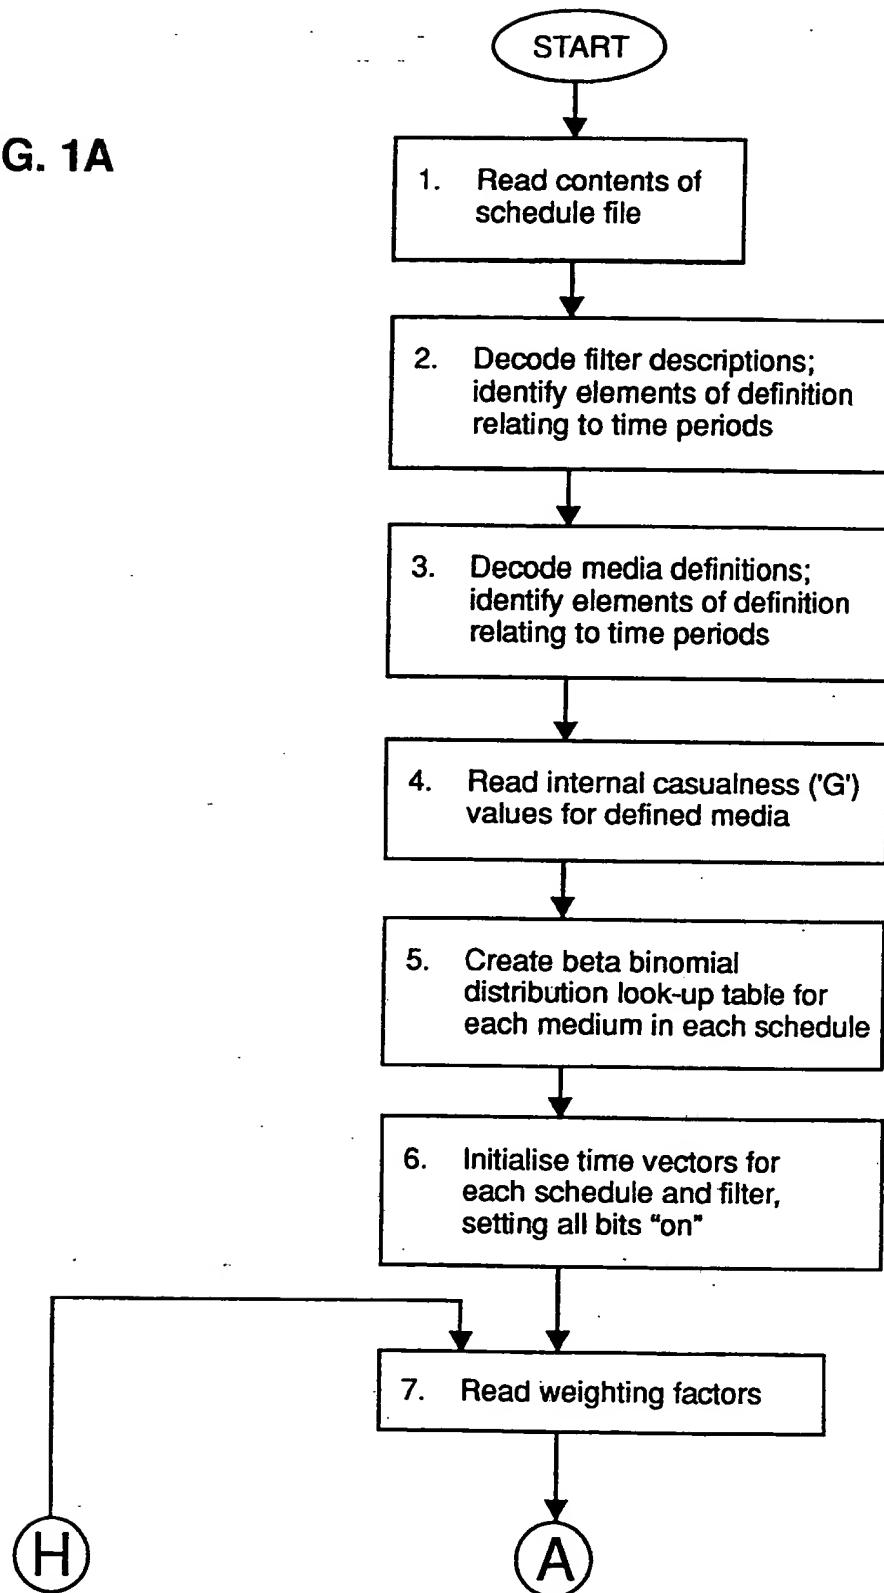 START
G. 1A
1. Read contents of
schedule file
2. Decode filter descriptions;
identify elements of definition
relating to time periods
3. Decode media definitions;
identify elements of definition
relating to time periods
4. Read internal casualness ('G')
values for defined media
5. Create beta binomial
distribution look-up table for
each medium in each schedule
6. Initialise time vectors for
each schedule and filter,
setting all bits "on"
7. Read weighting factors
H
A